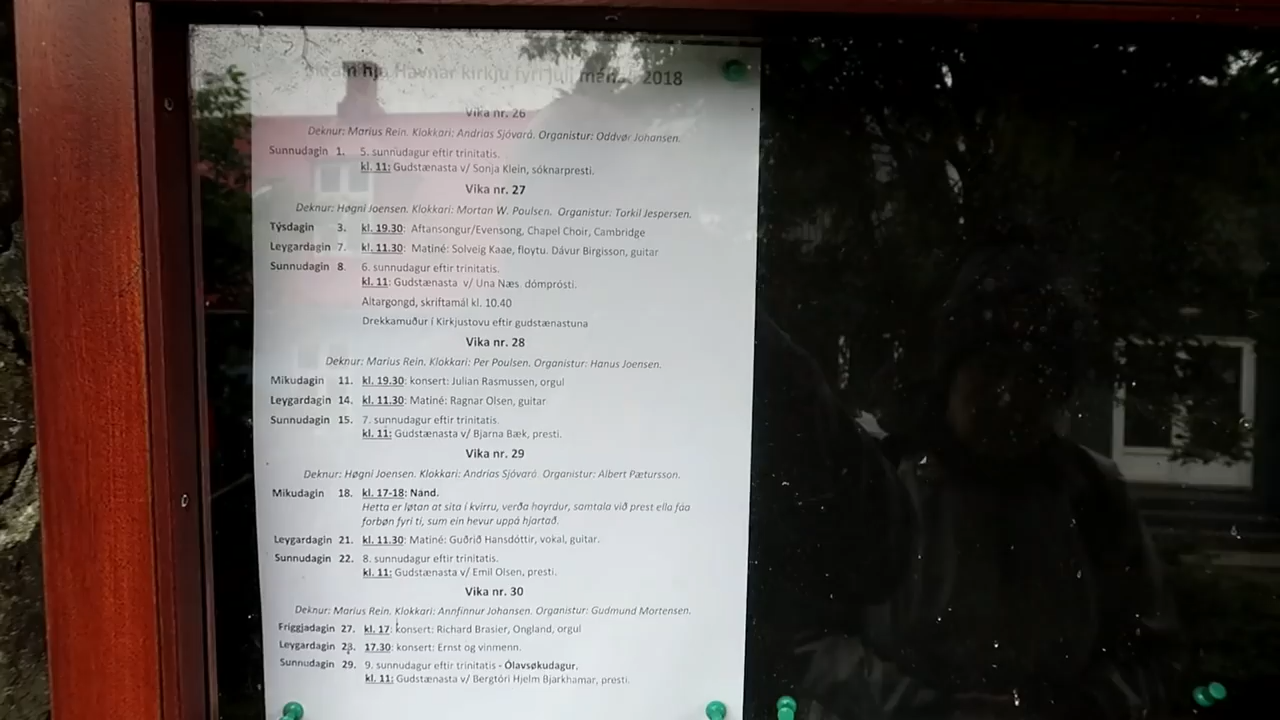 hjá Havnar kirkju fyri juli mána 2018
Vika nr. 26
Deknur: Marius Rein. Klokkari: Andrias Sjóvará. Organistur: Oddvør Johansen.
Sunnudagin 1. 5. sunnudagur eftir trinitatis.
kl. 11: Gudstænasta v/ Sonja Klein, sóknarpresti.
Vika nr. 27
Deknur: Høgni Joensen. Klokkari: Mortan W. Poulsen. Organistur: Torkil Jespersen.
Týsdagin 3. kl. 19.30: Aftansongur/Evensong, Chapel Choir, Cambridge
Leygardagin 7. kl. 11.30: Matiné: Solveig Kaae, floytu. Dávur Birgisson, guitar
Sunnudagin 8. 6. sunnudagur eftir trinitatis.
kl. 11: Gudstænasta v/ Una Næs dómprósti.
Altargongd, skriftamál kl. 10.40
Drekkamuður í Kirkjustovu eftir gudstænastuna
Vika nr. 28
Deknur: Marius Rein. Klokkari: Per Poulsen. Organistur: Hanus Joensen.
Mikudagin 11. kl. 19.30: konsert: Julian Rasmussen, orgul
Leygardagin 14. kl. 11.30: Matiné: Ragnar Olsen, guitar
Sunnudagin 15. 7. sunnudagur eftir trinitatis.
kl. 11: Gudstænasta v/ Bjarna Bæk, presti.
Vika nr. 29
Deknur: Høgni Joensen. Klokkari: Andrias Sjóvará. Organistur: Albert Pætursson.
Mikudagin 18. kl. 17-18: Nánd.
Hetta er løtan at sita í kvirru, verða hoyrdur, samtala við prest ella fáa
forbøn fyri tí, sum ein hevur uppá hjartað.
Leygardagin 21. kl. 11.30: Matiné: Guðrið Hansdóttir, vokal, guitar.
Sunnudagin 22. 8. sunnudagur eftir trinitatis.
kl. 11: Gudstænasta v/ Emil Olsen, presti.
Vika nr. 30
Deknur: Marius Rein. Klokkari: Annfinnur Johansen. Organistur: Gudmund Mortensen.
Fríggjadagin 27. kl. 17: konsert: Richard Brasier, Ongland, orgul
Leygardagin 28. 17.30: konsert: Ernst og vinmenn.
Sunnudagin 29. 9. sunnudagur eftir trinitatis - Ólavsøkudagur.
kl. 11: Gudstænasta v/ Bergtóri Hjelm Bjarkhamar, presti.